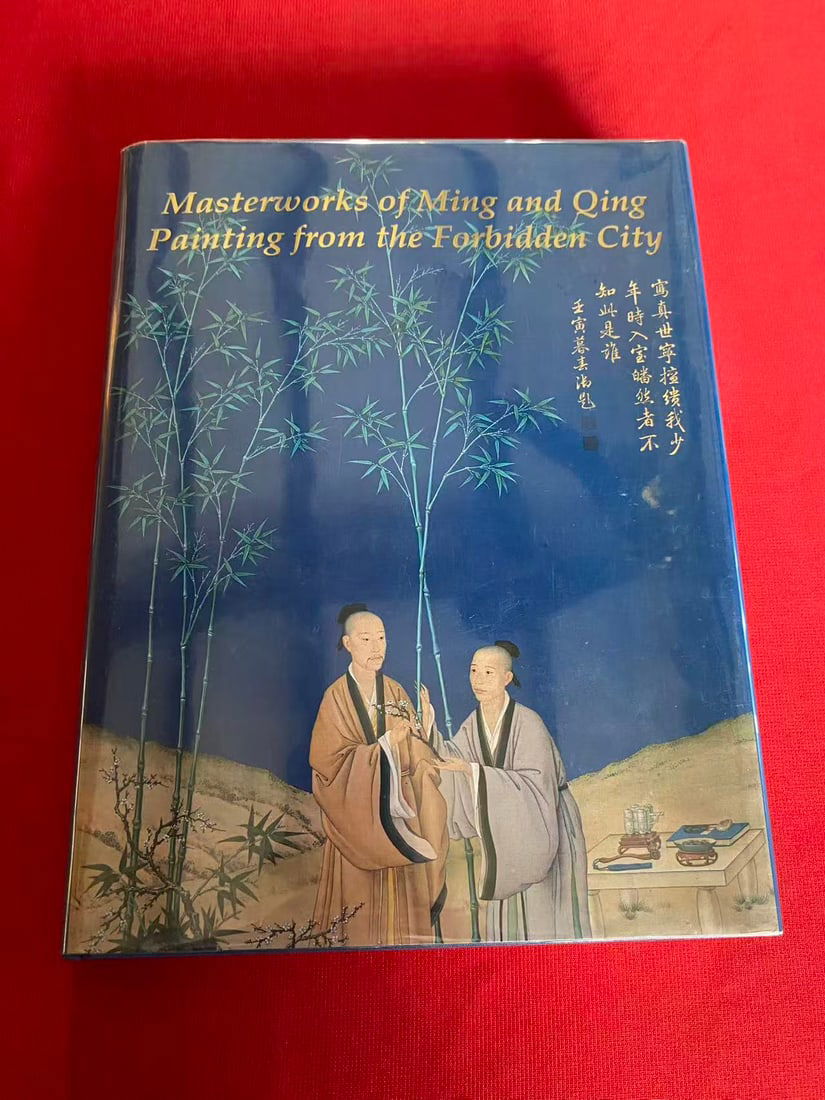 Masterworks of Ming and Qing
Painting from the Forbidden City
寫真世寧擅繢我少
年時入室皤然者不
知此是誰
壬寅暮春御題